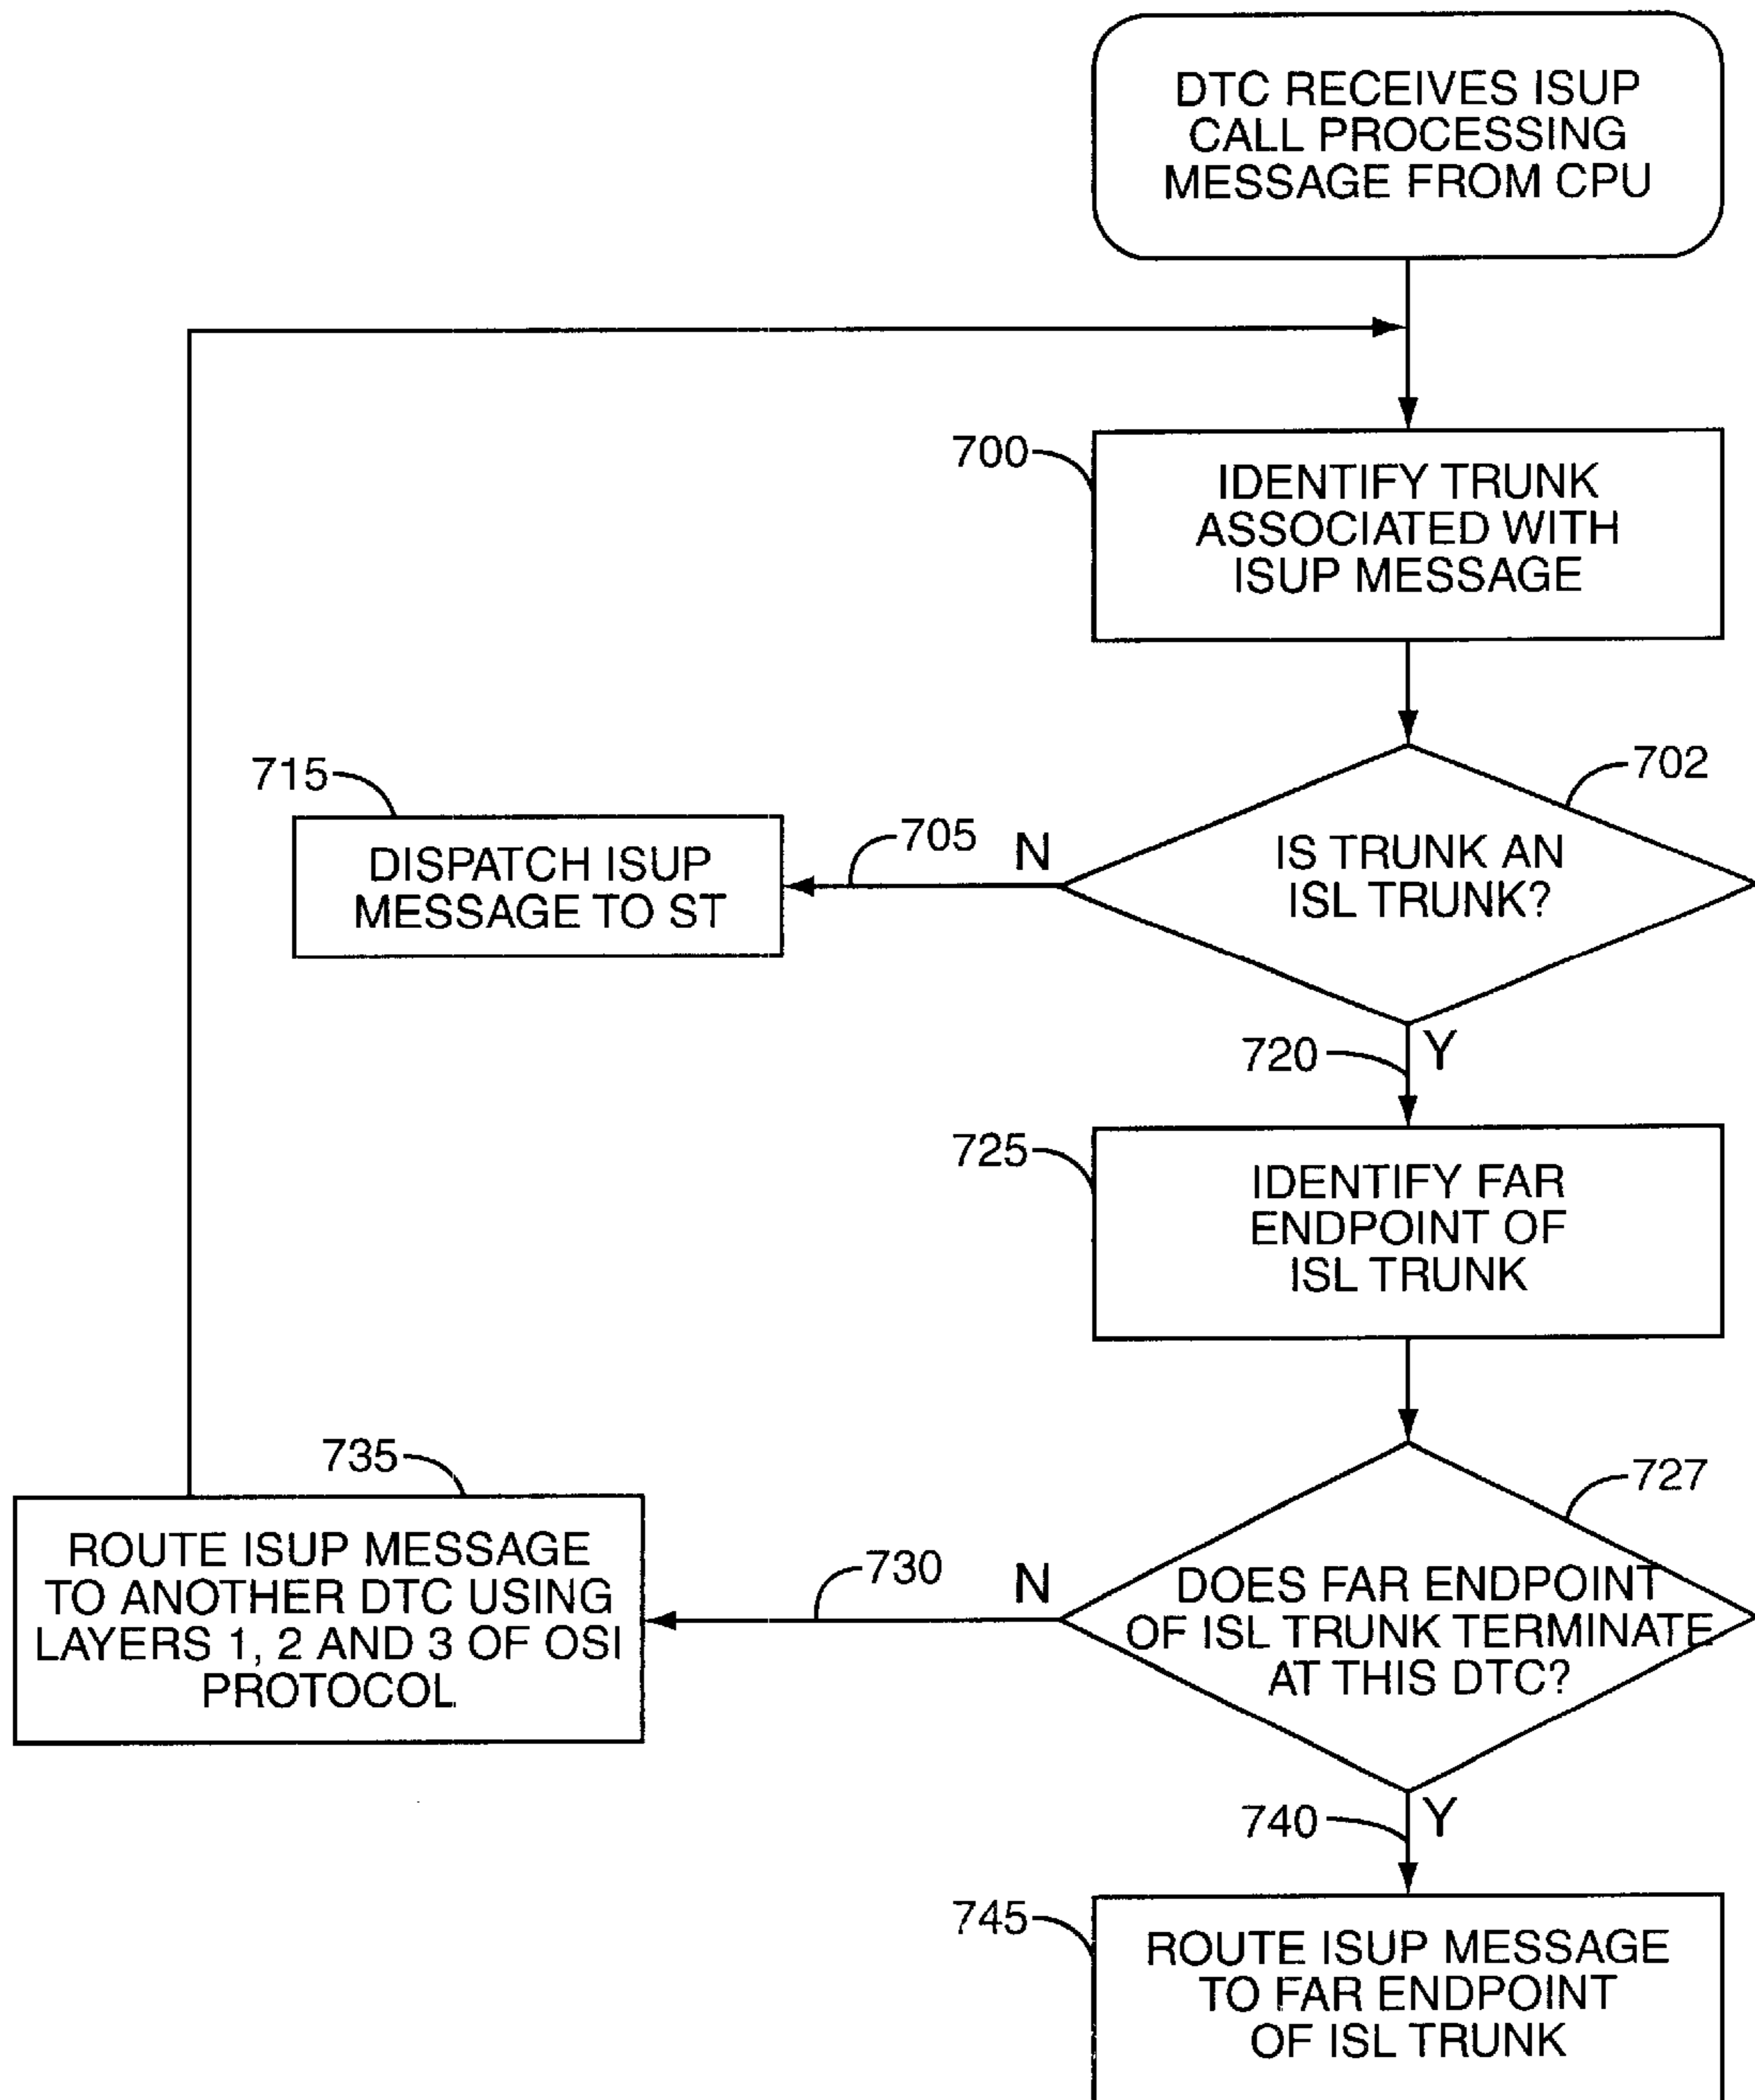 DTC RECEIVES ISUP
CALL PROCESSING
MESSAGE FROM CPU
700
IDENTIFY TRUNK
ASSOCIATED WITH
ISUP MESSAGE
702
IS TRUNK AN
ISL TRUNK?
N
705
715
DISPATCH ISUP
MESSAGE TO ST
720
Y
725
IDENTIFY FAR
ENDPOINT OF
ISL TRUNK
727
DOES FAR ENDPOINT
OF ISL TRUNK TERMINATE
AT THIS DTC?
N
730
735
ROUTE ISUP MESSAGE
TO ANOTHER DTC USING
LAYERS 1, 2 AND 3 OF OSI
PROTOCOL
740
Y
745
ROUTE ISUP MESSAGE
TO FAR ENDPOINT
OF ISL TRUNK